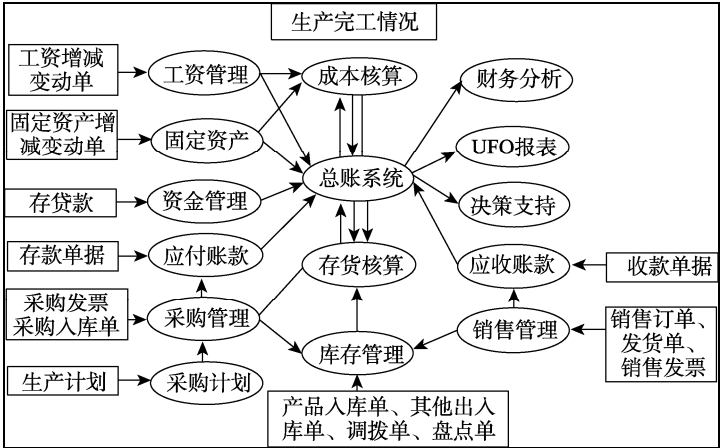 生产完工情况
工资增减
变动单
工资管理
成本核算
财务分析
固定资产增
减变动单
固定资产
UFO报表
总账系统
存贷款
资金管理
决策支持
存款单据
应付账款
存货核算
应收账款
收款单据
采购发票
采购入库单
采购管理
销售管理
销售订单、
发货单、
销售发票
库存管理
生产计划
采购计划
产品入库单、其他出入
库单、调拨单、盘点单